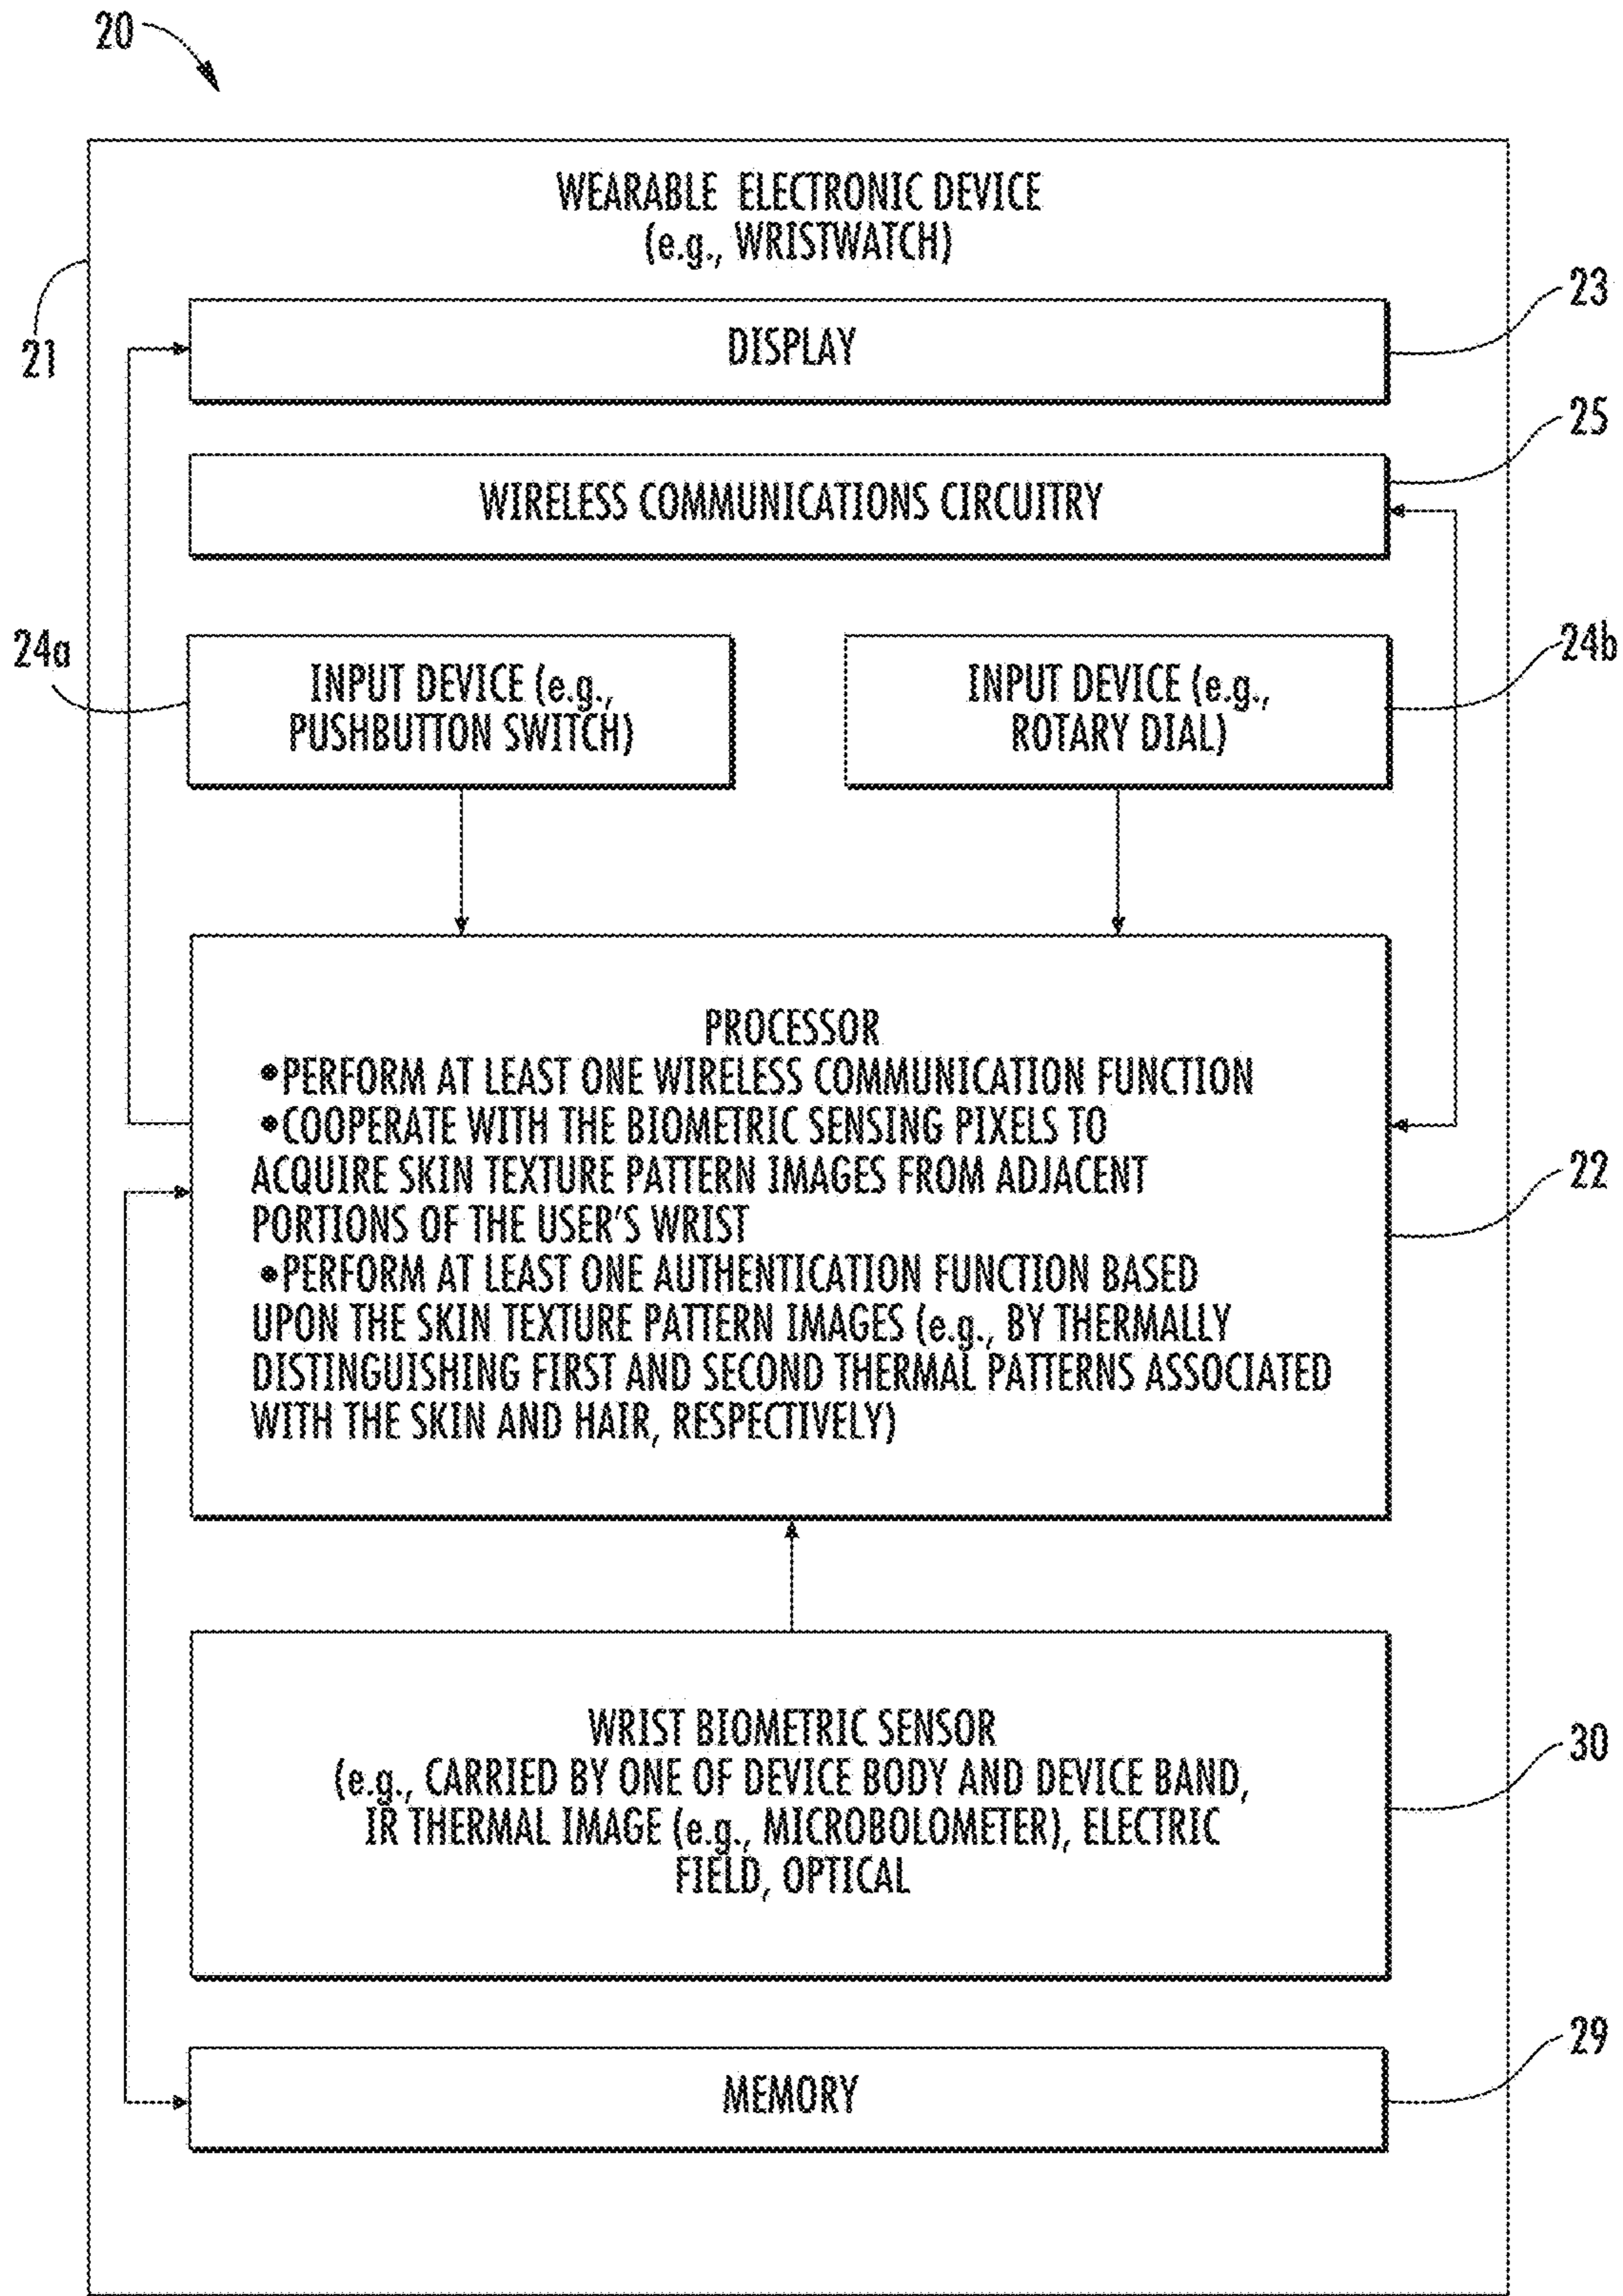 20
WEARABLE ELECTRONIC DEVICE
(e.g., WRISTWATCH)
21
DISPLAY
23
WIRELESS COMMUNICATIONS CIRCUITRY
25
24a
INPUT DEVICE (e.g.,
PUSHBUTTON SWITCH)
INPUT DEVICE (e.g.,
ROTARY DIAL)
24b
PROCESSOR
•PERFORM AT LEAST ONE WIRELESS COMMUNICATION FUNCTION
•COOPERATE WITH THE BIOMETRIC SENSING PIXELS TO
ACQUIRE SKIN TEXTURE PATTERN IMAGES FROM ADJACENT
PORTIONS OF THE USER'S WRIST
•PERFORM AT LEAST ONE AUTHENTICATION FUNCTION BASED
UPON THE SKIN TEXTURE PATTERN IMAGES (e.g., BY THERMALLY
DISTINGUISHING FIRST AND SECOND THERMAL PATTERNS ASSOCIATED
WITH THE SKIN AND HAIR, RESPECTIVELY)
22
WRIST BIOMETRIC SENSOR
(e.g., CARRIED BY ONE OF DEVICE BODY AND DEVICE BAND,
IR THERMAL IMAGE (e.g., MICROBOLOMETER), ELECTRIC
FIELD, OPTICAL
30
MEMORY
29